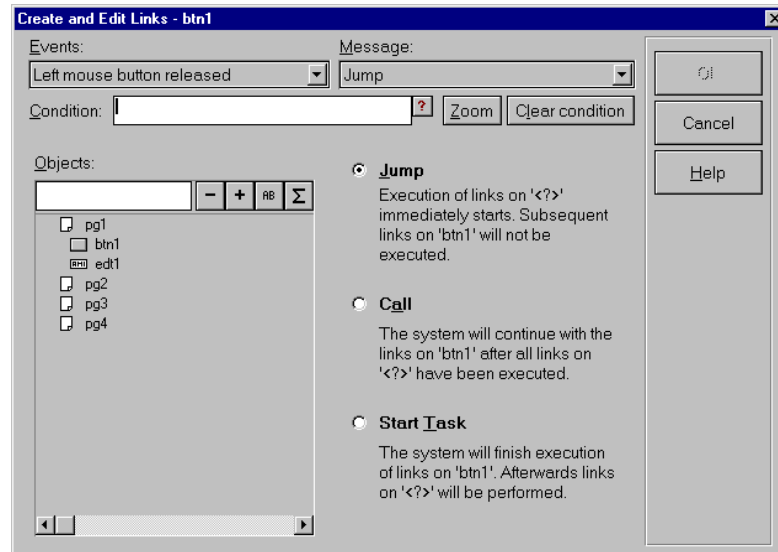 Create and Edit Links - btn1
Events:
Message:
Left mouse button released
Jump
Condition:
?
Zoom
Clear condition
Cancel
Help
Objects:
- + AB Σ
pg1
btn1
edt1
pg2
pg3
pg4
Jump
Execution of links on '<?>'
immediately starts. Subsequent
links on 'btn1' will not be
executed.
Call
The system will continue with the
links on 'btn1' after all links on
'<?>' have been executed.
Start Task
The system will finish execution
of links on 'btn1'. Afterwards links
on '<?>' will be performed.